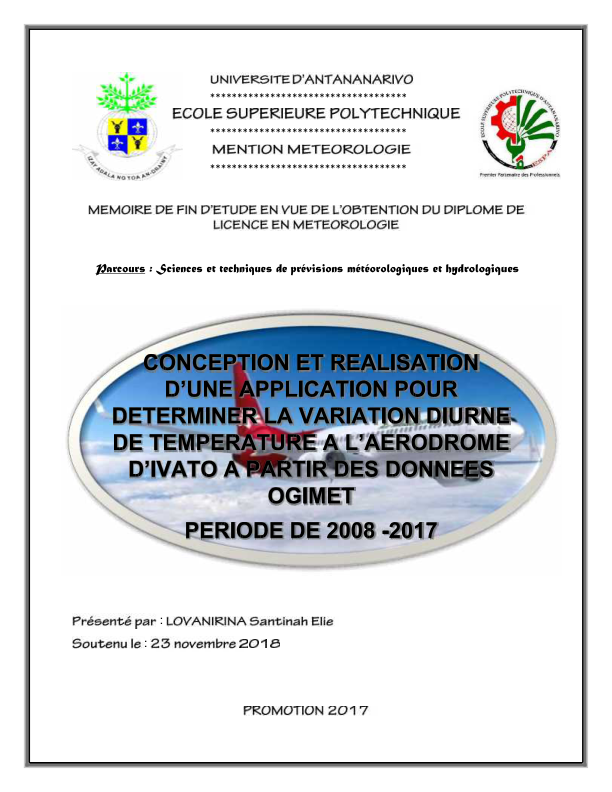 UNIVERSITE D'ANTANANARIVO
***********************************
ECOLE SUPERIEURE POLYTECHNIQUE
***********************************
MENTION METEOROLOGIE
***********************************
IZAY ADALA NO TOA AN-DRAINY
ECOLE SUPERIEURE POLYTECHNIQUE D'ANTANANARIVO
ESPA
Premier Partenaire des Professionnels
MEMOIRE DE FIN D'ETUDE EN VUE DE L'OBTENTION DU DIPLOME DE
LICENCE EN METEOROLOGIE
Parcours : Sciences et techniques de prévisions météorologiques et hydrologiques
CONCEPTION ET REALISATION
D'UNE APPLICATION POUR
DETERMINER LA VARIATION DIURNE
DE TEMPERATURE A L'AERODROME
D'IVATO A PARTIR DES DONNEES
OGIMET
PERIODE DE 2008 -2017
Présenté par : LOVANIRINA Santinah Elie
Soutenu le : 23 novembre 2018
PROMOTION 2017